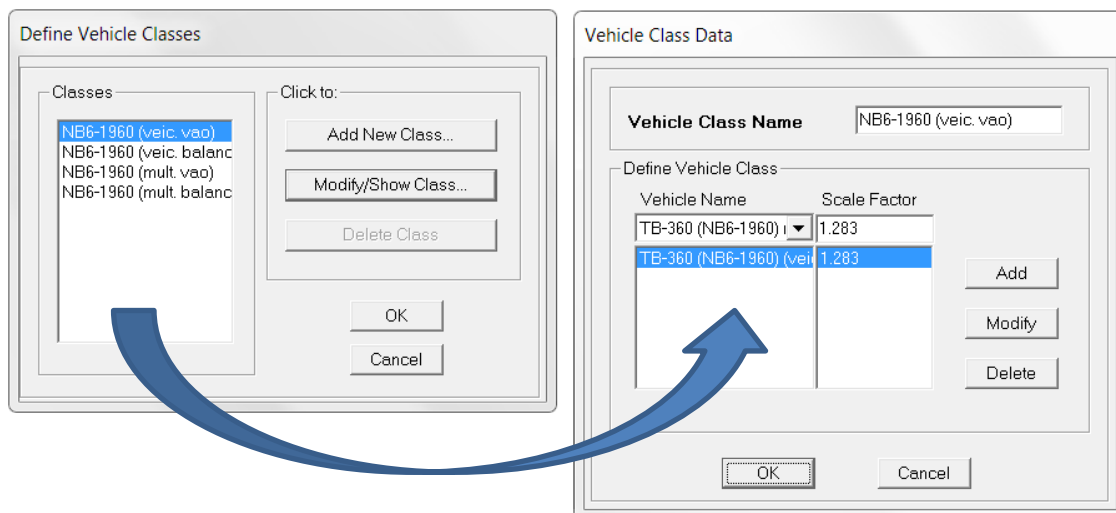 Define Vehicle Classes
Classes
NB6-1960 (veic. vao)
NB6-1960 (veic. balanc
NB6-1960 (mult. vao)
NB6-1960 (mult. balanc
Click to:
Add New Class...
Modify/Show Class...
Delete Class
OK
Cancel
Vehicle Class Data
Vehicle Class Name
NB6-1960 (veic. vao)
Define Vehicle Class
Vehicle Name Scale Factor
TB-360 (NB6-1960) 1.283
TB-360 (NB6-1960) (vei 1.283
Add
Modify
Delete
OK
Cancel